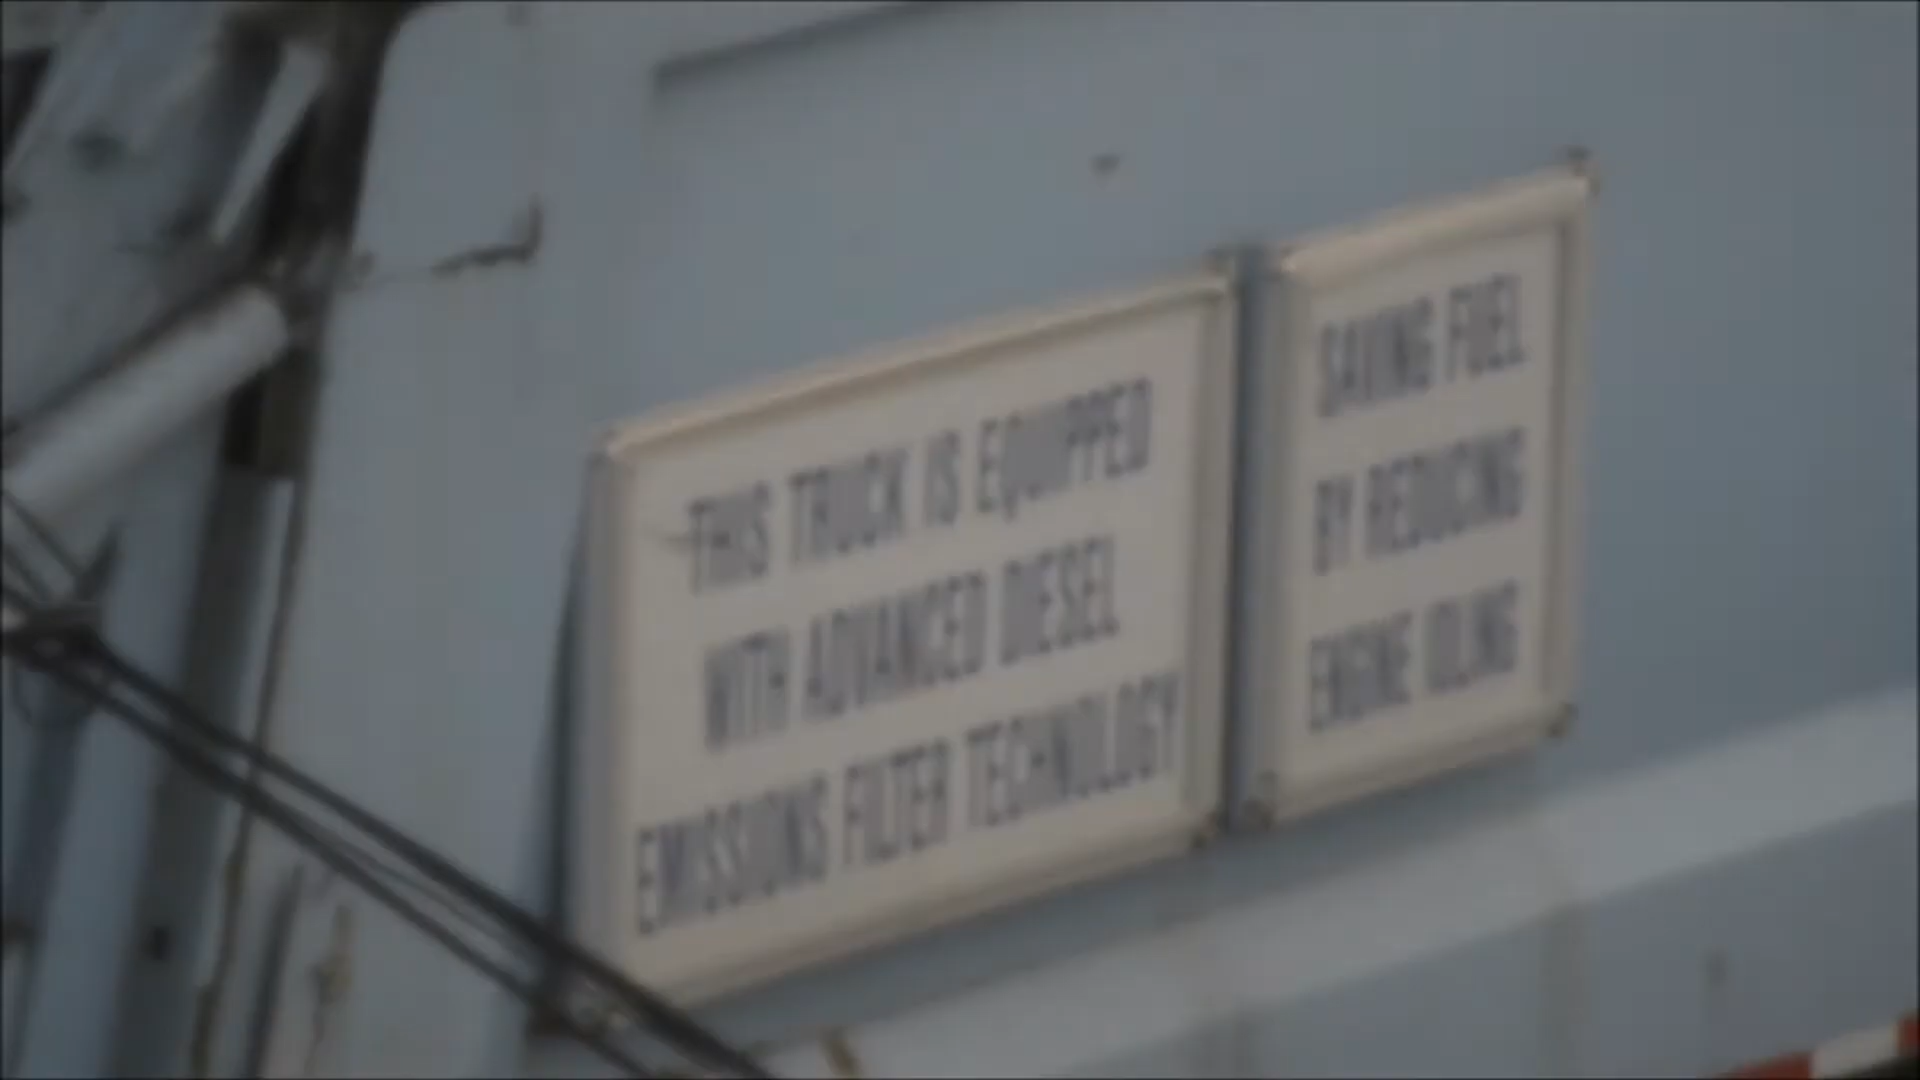 THIS TRUCK IS EQUIPPED
WITH ADVANCED DIESEL
EMISSIONS FILTER TECHNOLOGY
SAVING FUEL
BY REDUCING
ENGINE IDLING